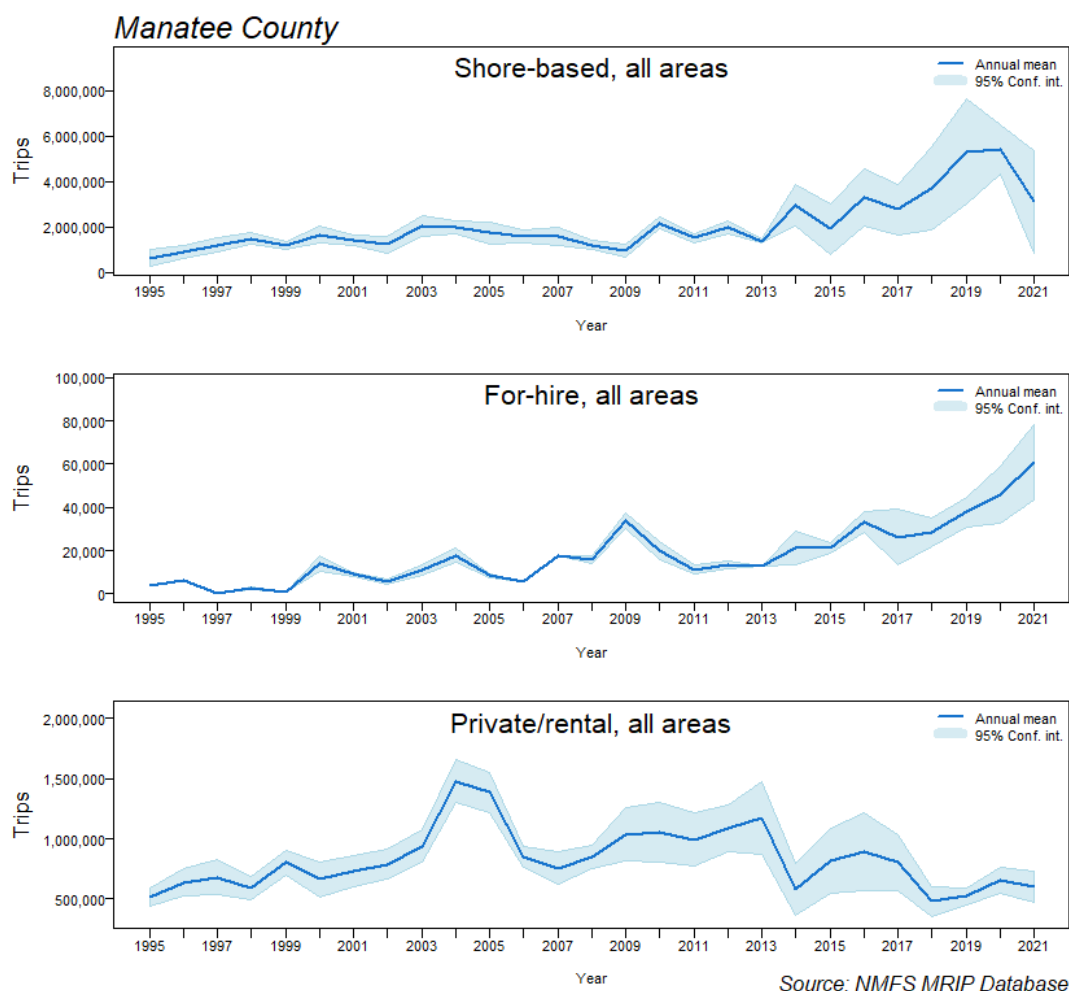 Manatee County
Shore-based, all areas
Annual mean
95% Conf. int.
Trips
8,000,000
6,000,000
4,000,000
2,000,000
0
1995 1997 1999 2001 2003 2005 2007 2009 2011 2013 2015 2017 2019 2021
Year
For-hire, all areas
Annual mean
95% Conf. int.
Trips
100,000
80,000
60,000
40,000
20,000
0
1995 1997 1999 2001 2003 2005 2007 2009 2011 2013 2015 2017 2019 2021
Year
Private/rental, all areas
Annual mean
95% Conf. int.
Trips
2,000,000
1,500,000
1,000,000
500,000
1995 1997 1999 2001 2003 2005 2007 2009 2011 2013 2015 2017 2019 2021
Year
Source: NMFS MRIP Database